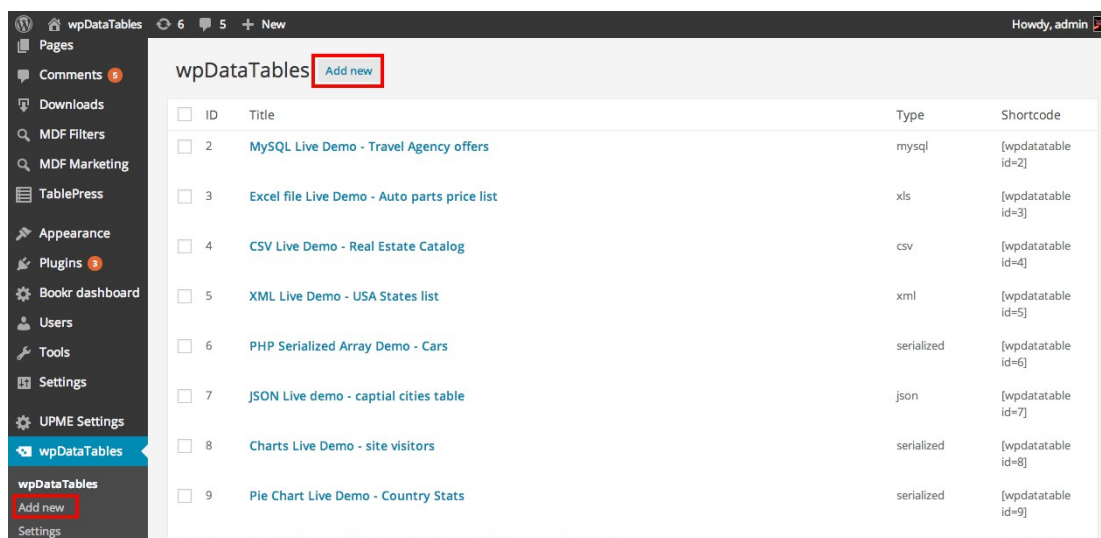 wpDataTables 6 5 + New Howdy, admin
Pages
Comments 5
Downloads
MDF Filters
MDF Marketing
TablePress
Appearance
Plugins 3
Bookr dashboard
Users
Tools
Settings
UPME Settings
wpDataTables
wpDataTables
Add new
Settings
wpDataTables Add new
ID Title Type Shortcode
2 MySQL Live Demo - Travel Agency offers mysql [wpdatatable
id=2]
3 Excel file Live Demo - Auto parts price list xls [wpdatatable
id=3]
4 CSV Live Demo - Real Estate Catalog csv [wpdatatable
id=4]
5 XML Live Demo - USA States list xml [wpdatatable
id=5]
6 PHP Serialized Array Demo - Cars serialized [wpdatatable
id=6]
7 JSON Live demo - captial cities table json [wpdatatable
id=7]
8 Charts Live Demo - site visitors serialized [wpdatatable
id=8]
9 Pie Chart Live Demo - Country Stats serialized [wpdatatable
id=9]